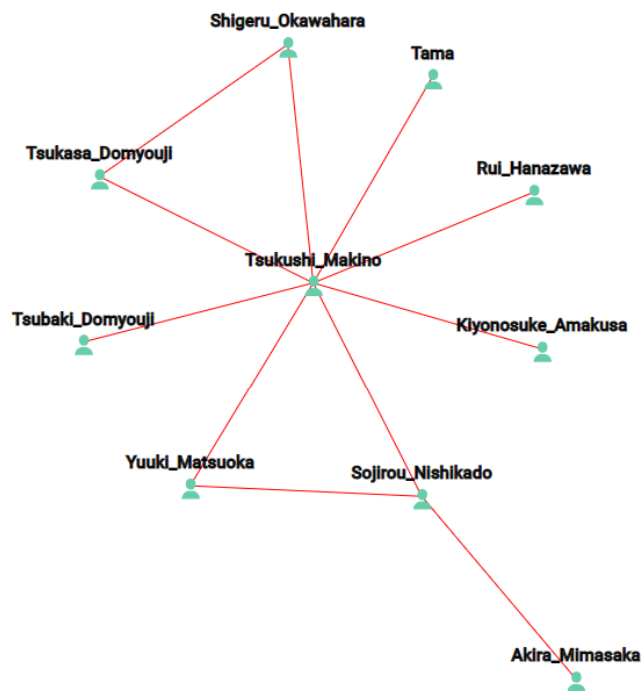 Shigeru_Okawahara
Tama
Tsukasa_Domyouji
Rui_Hanazawa
Tsukushi_Makino
Tsubaki_Domyouji
Kiyonosuke_Amakusa
Yuuki_Matsuoka
Sojirou_Nishikado
Akira_Mimasaka